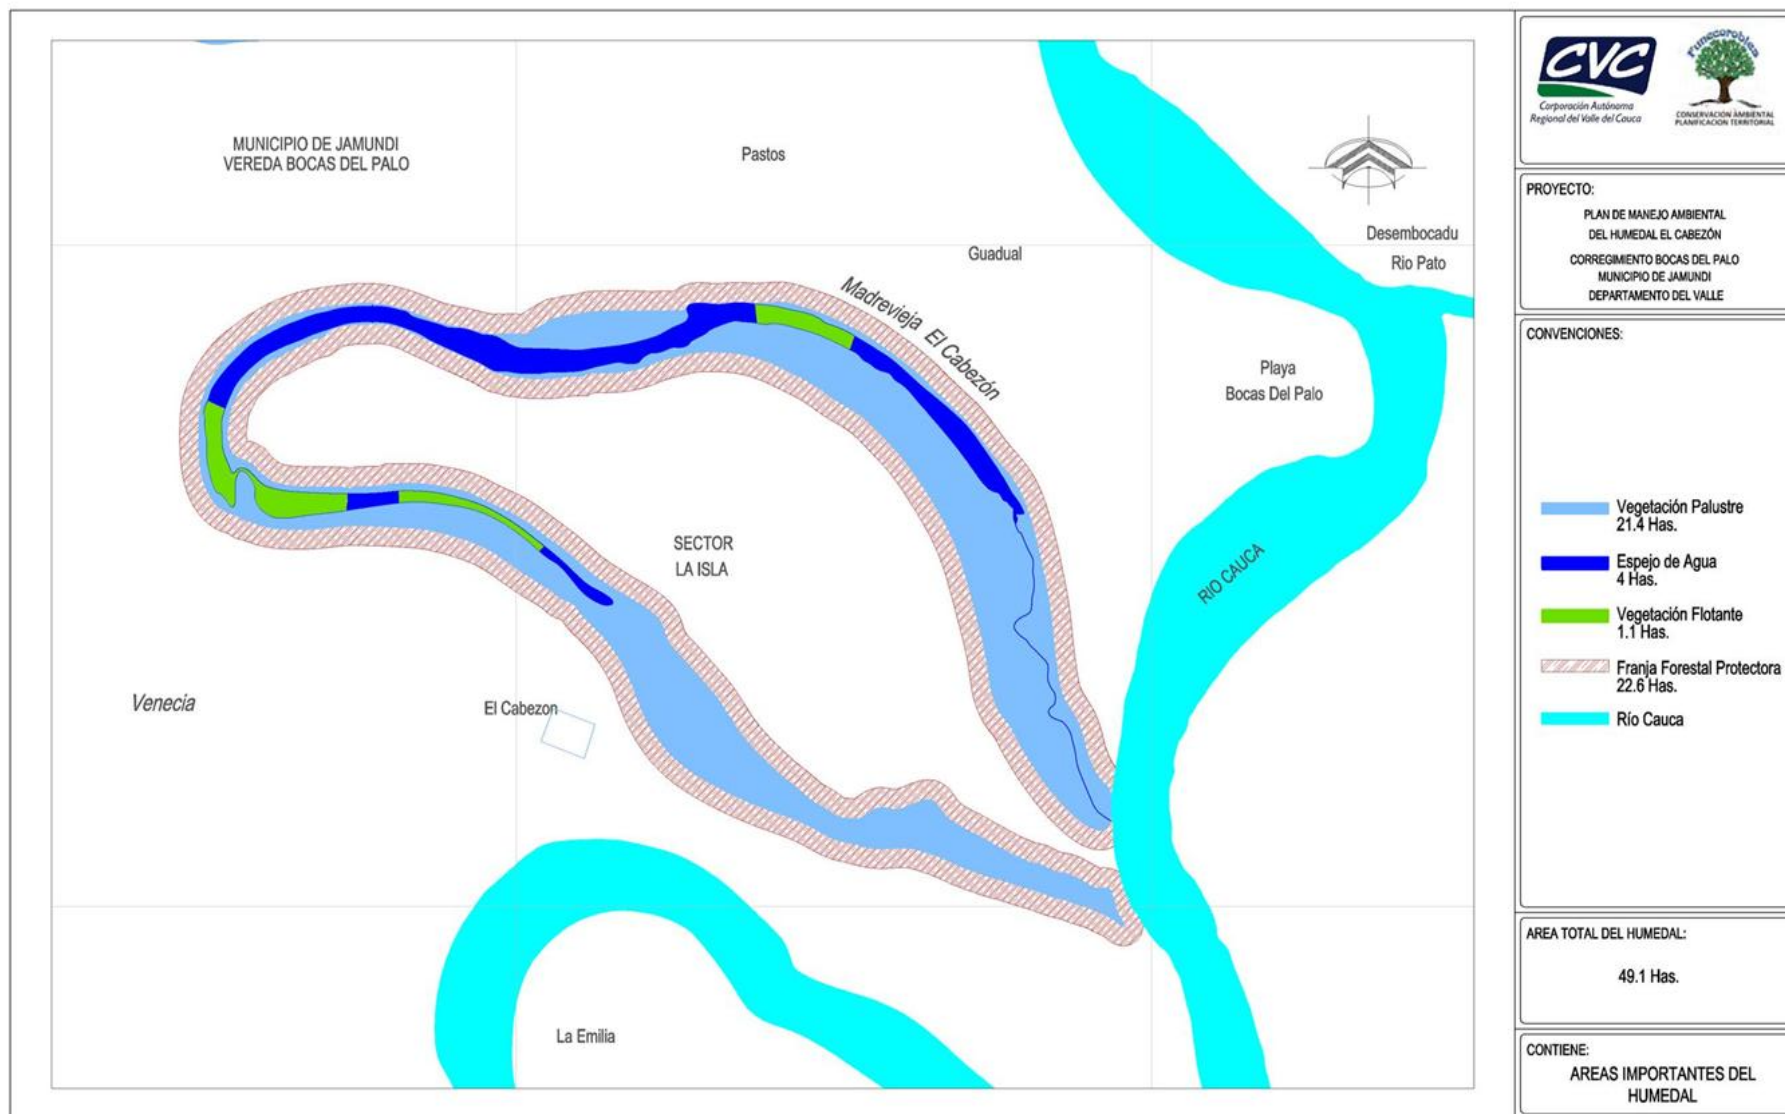 MUNICIPIO DE JAMUNDI
VEREDA BOCAS DEL PALO
Pastos
Guadual
Desembocadu
Rio Pato
Madrevieja El Cabezón
Playa
Bocas Del Palo
SECTOR
LA ISLA
RIO CAUCA
Venecia
El Cabezon
La Emilia
CVC
Corporación Autónoma
Regional del Valle del Cauca
Funecorobles
CONSERVACIÓN AMBIENTAL
PLANIFICACION TERRITORIAL
PROYECTO:
PLAN DE MANEJO AMBIENTAL
DEL HUMEDAL EL CABEZÓN
CORREGIMIENTO BOCAS DEL PALO
MUNICIPIO DE JAMUNDI
DEPARTAMENTO DEL VALLE
CONVENCIONES:
Vegetación Palustre
21.4 Has.
Espejo de Agua
4 Has.
Vegetación Flotante
1.1 Has.
Franja Forestal Protectora
22.6 Has.
Río Cauca
AREA TOTAL DEL HUMEDAL:
49.1 Has.
CONTIENE:
AREAS IMPORTANTES DEL
HUMEDAL